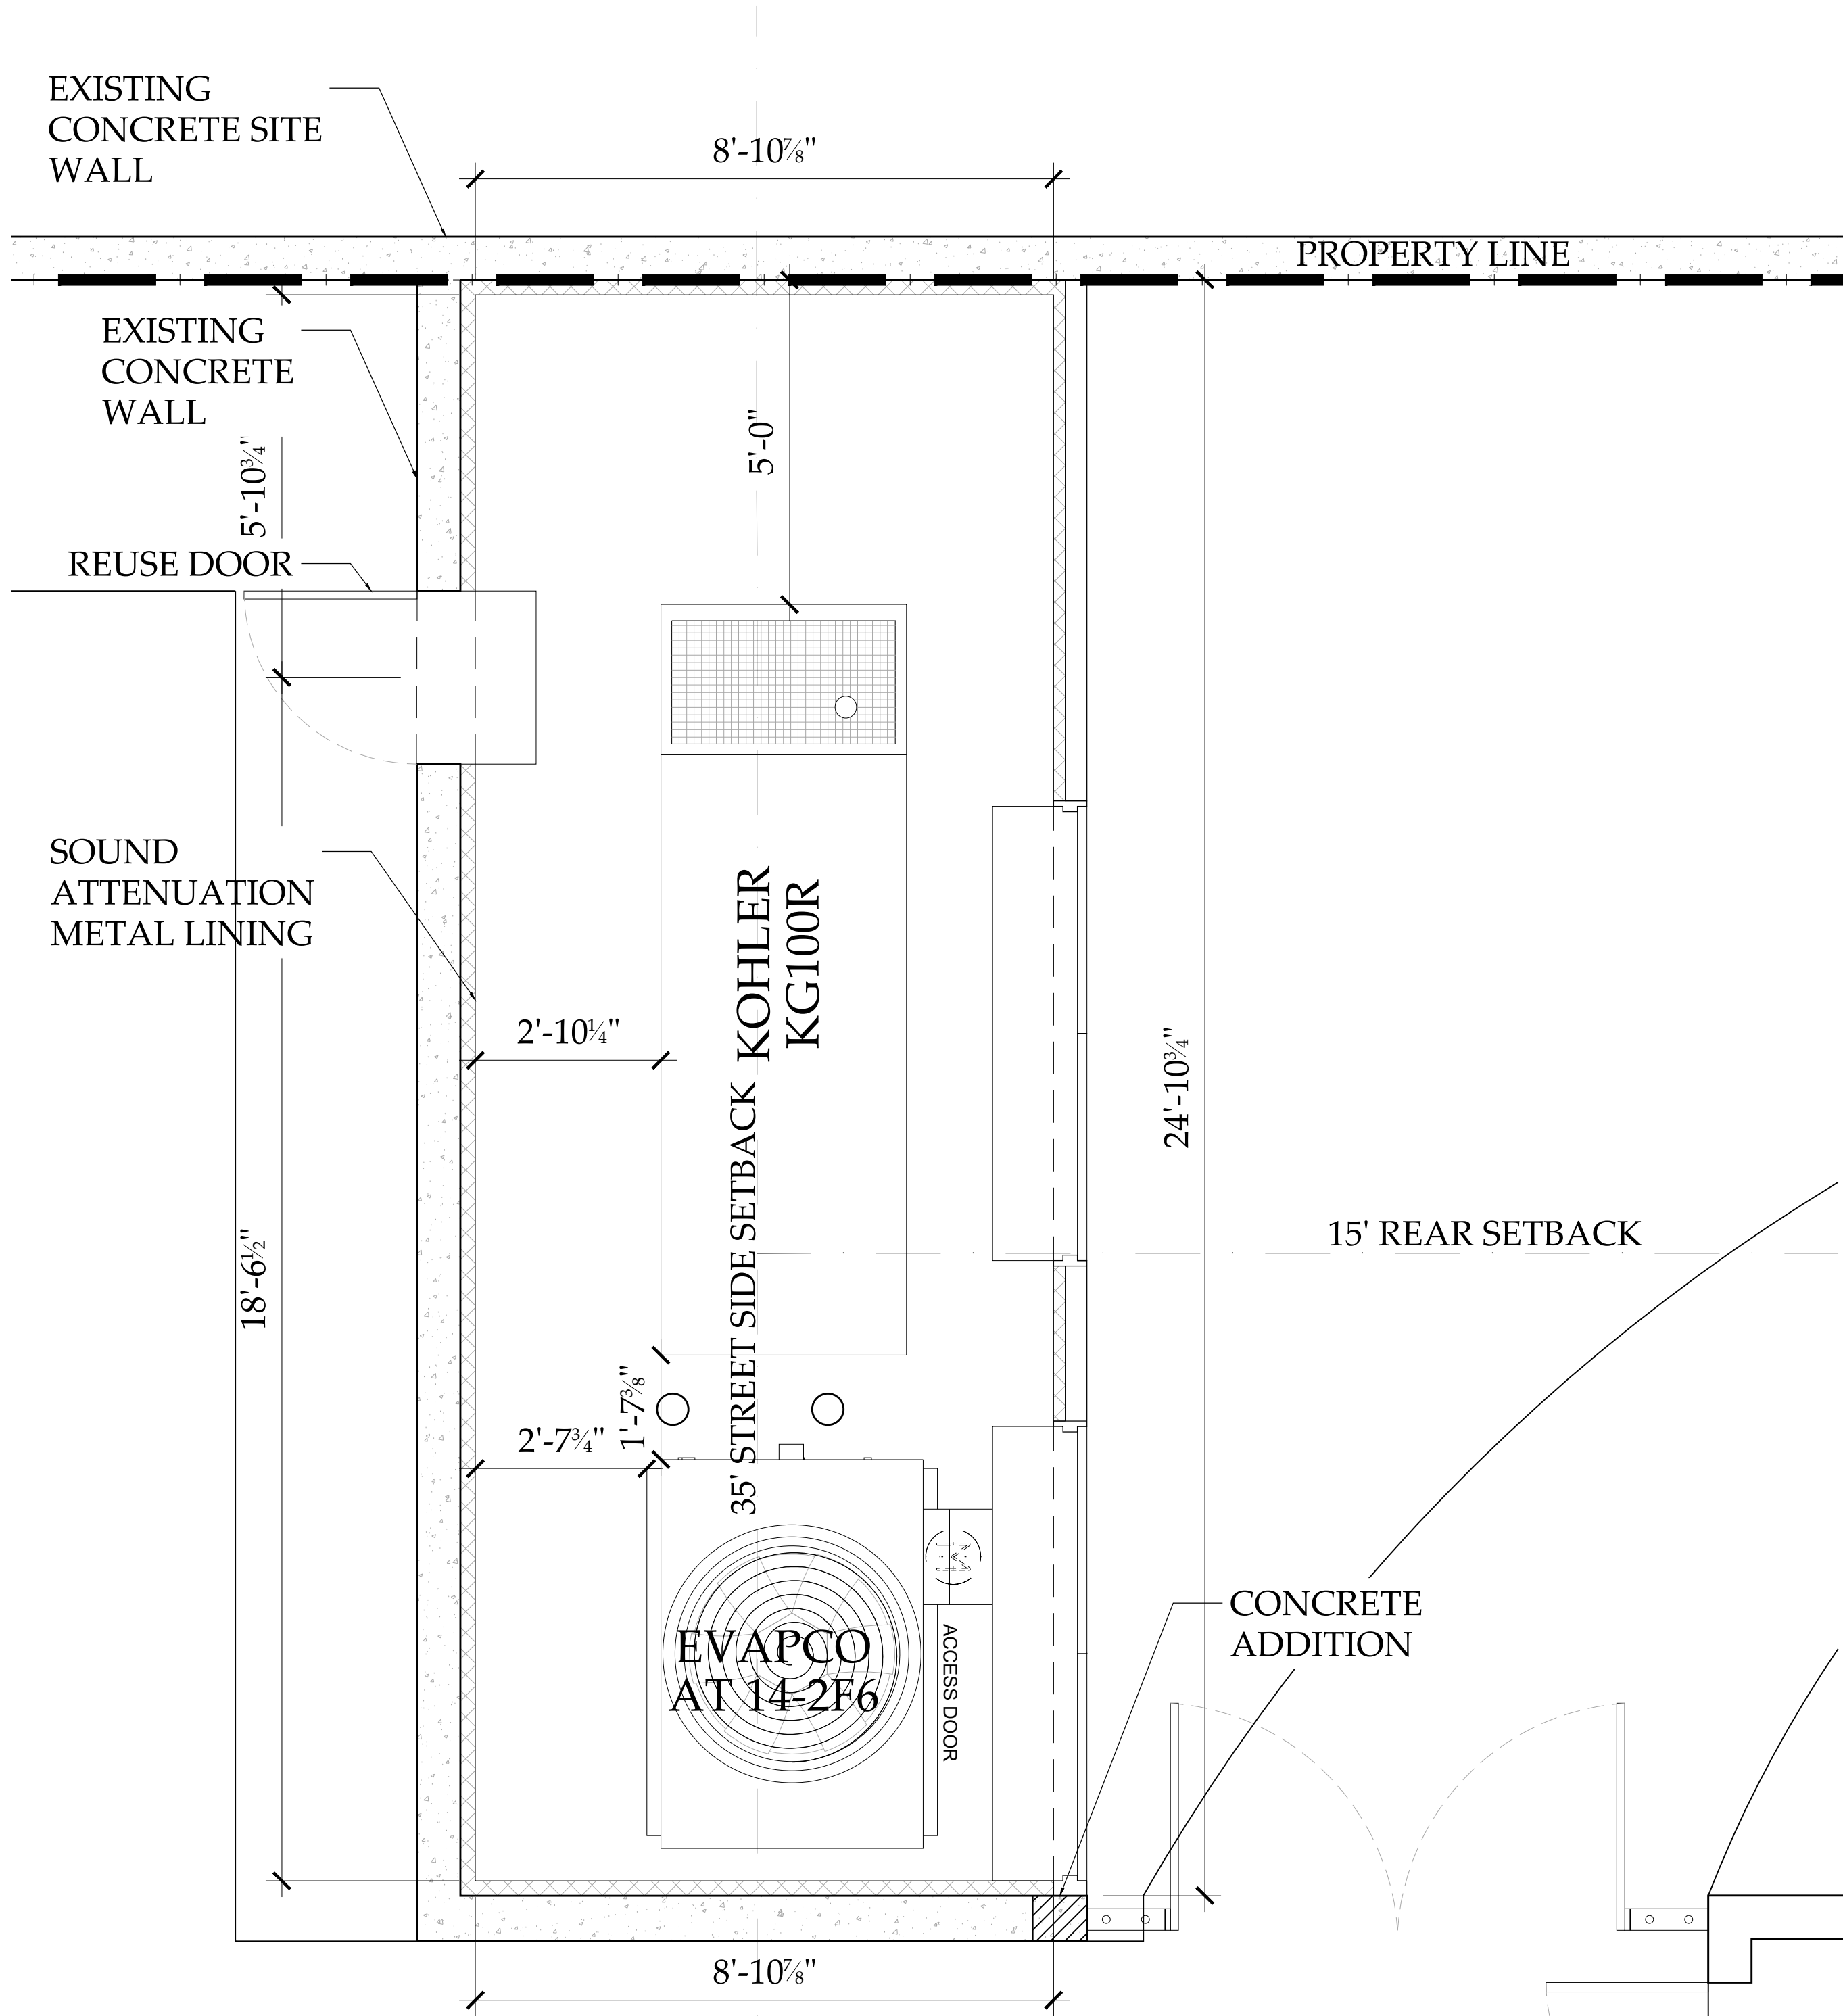 EXISTING
CONCRETE SITE
WALL
8'-10⅞"
PROPERTY LINE
EXISTING
CONCRETE
WALL
5'-10¾"
5'-0"
REUSE DOOR
SOUND
ATTENUATION
METAL LINING
KOHLER
KG100R
2'-10¼"
24'-10¾"
35' STREET SIDE SETBACK
15' REAR SETBACK
18'-6½"
1'-7⅜"
2'-7¾"
CONCRETE
ADDITION
EVAPCO
AT 14-2F6
ACCESS DOOR
8'-10⅞"